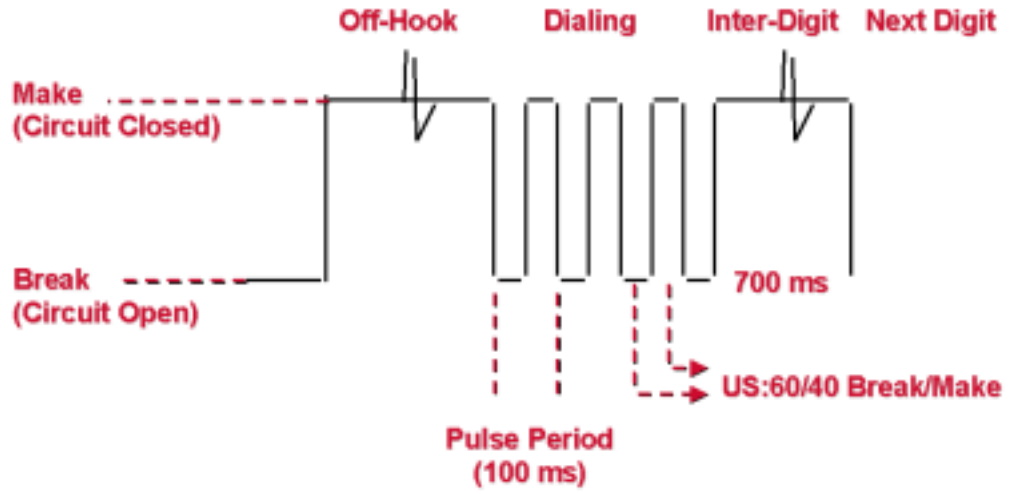 Off-Hook Dialing Inter-Digit Next Digit
Make
(Circuit Closed)
Break
(Circuit Open)
700 ms
US:60/40 Break/Make
Pulse Period
(100 ms)